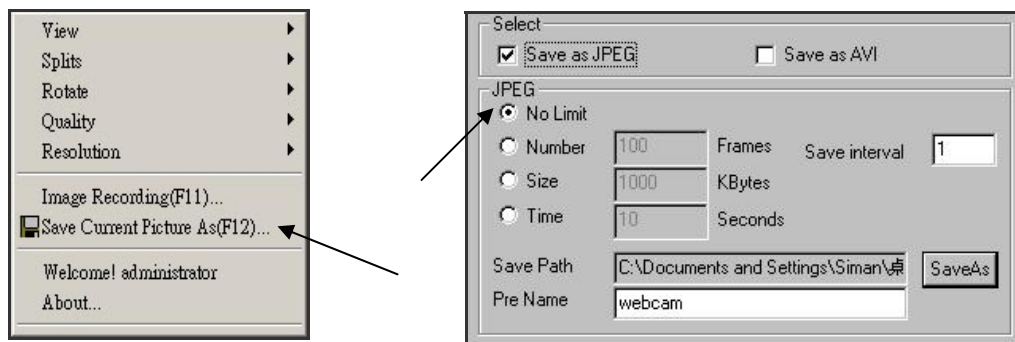 View
Splits
Rotate
Quality
Resolution
Image Recording(F11)...
Save Current Picture As(F12)...
Welcome! administrator
About...
Select
Save as JPEG Save as AVI
JPEG
No Limit
Number 100 Frames Save interval 1
Size 1000 KBytes
Time 10 Seconds
Save Path C:\Documents and Settings\Siman\桌 SaveAs
Pre Name webcam